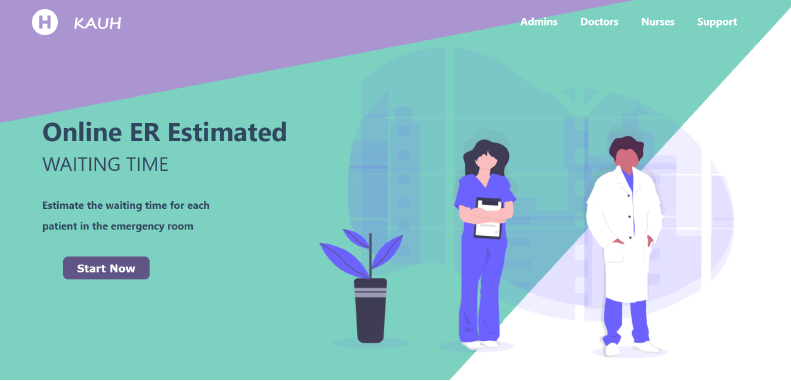 H KAUH
Admins Doctors Nurses Support
Online ER Estimated
WAITING TIME
Estimate the waiting time for each
patient in the emergency room
Start Now